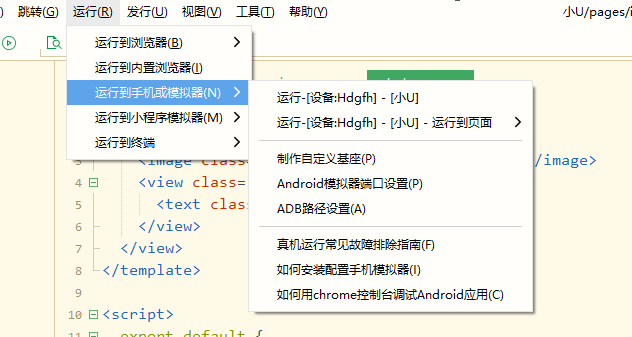 跳转(G) 运行(R) 发行(U) 视图(V) 工具(T) 帮助(Y) 小U/pages/i
运行到浏览器(B)
运行到内置浏览器(I)
运行到手机或模拟器(N)
运行到小程序模拟器(M)
运行到终端
运行-[设备:Hdgfh] - [小U]
运行-[设备:Hdgfh] - [小U] - 运行到页面
制作自定义基座(P)
Android模拟器端口设置(P)
ADB路径设置(A)
真机运行常见故障排除指南(F)
如何安装配置手机模拟器(I)
如何用chrome控制台调试Android应用(C)
3 <image clas /image>
4 <view class=
5 <text clas
6 </view>
7 </view>
8 </template>
9
10 <script>
11 export default {